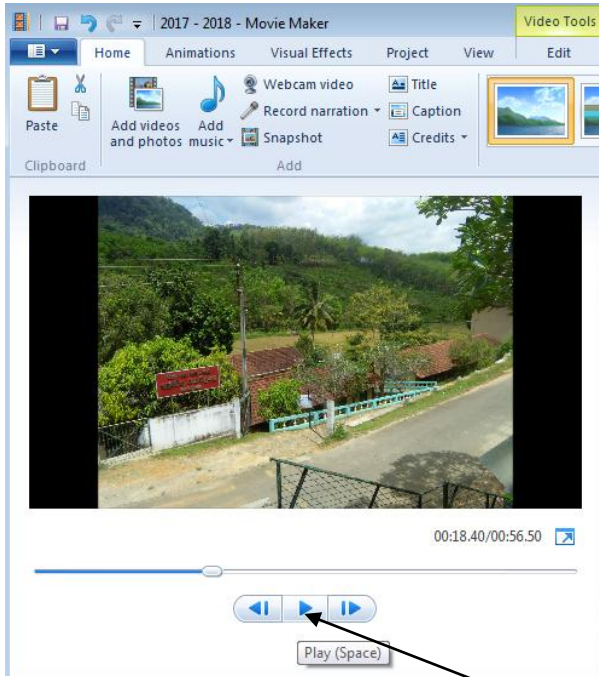 2017 - 2018 - Movie Maker
Video Tools
Home Animations Visual Effects Project View Edit
Paste
Clipboard
Add videos and photos
Add music
Webcam video
Record narration
Snapshot
Title
Caption
Credits
Add
00:18.40/00:56.50
Play (Space)